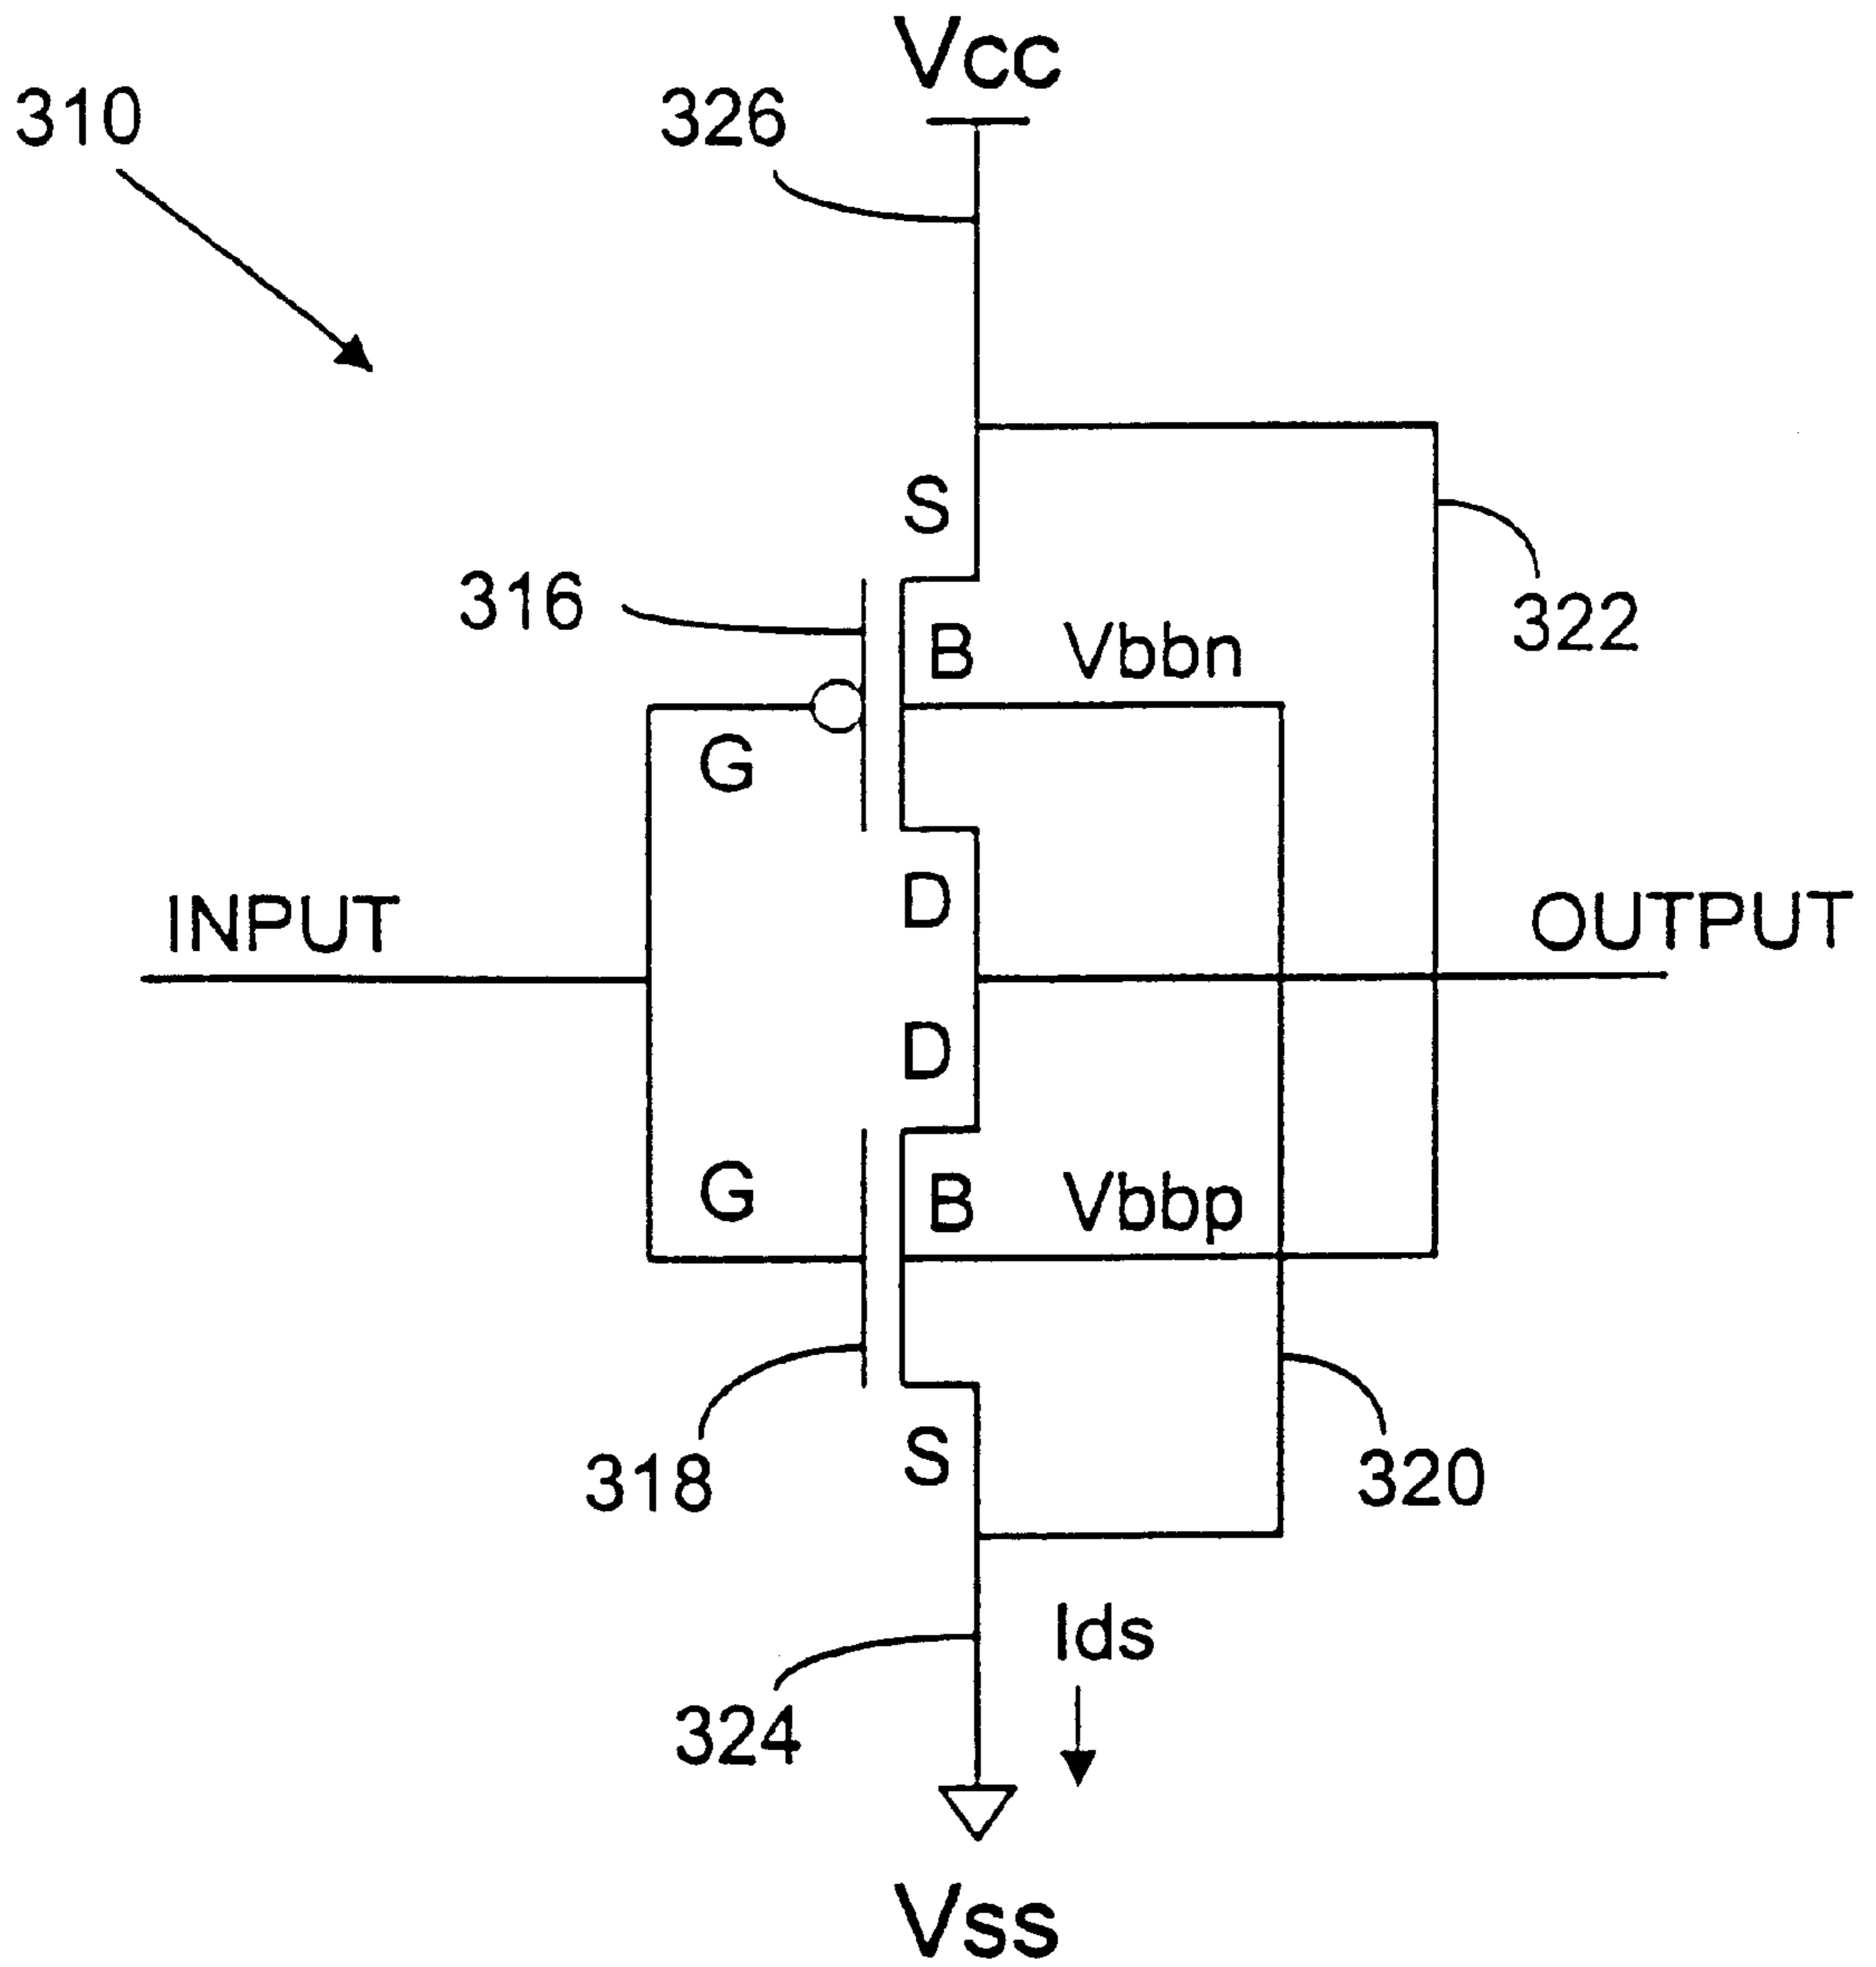 Vcc
310
326
S
316
322
B Vbbn
G
D
INPUT
OUTPUT
D
G
B Vbbp
S
318
320
Ids
324
Vss